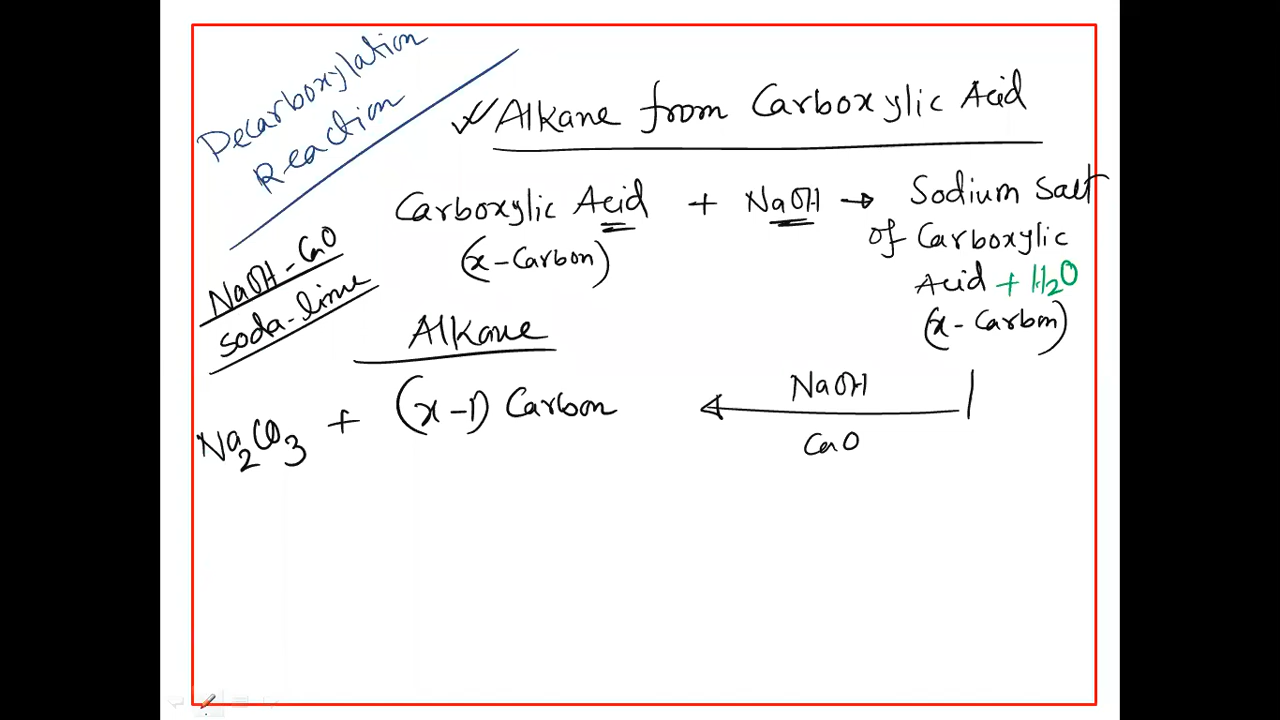 Decarboxylation
Reaction
✓ Alkane from Carboxylic Acid
Carboxylic Acid + NaOH → Sodium Salt
of Carboxylic
Acid + H₂O
(x-Carbon)
(x-Carbon)
NaOH-CaO
soda-lime
Alkane
NaOH
CaO
Na₂CO₃ + (x-1) Carbon